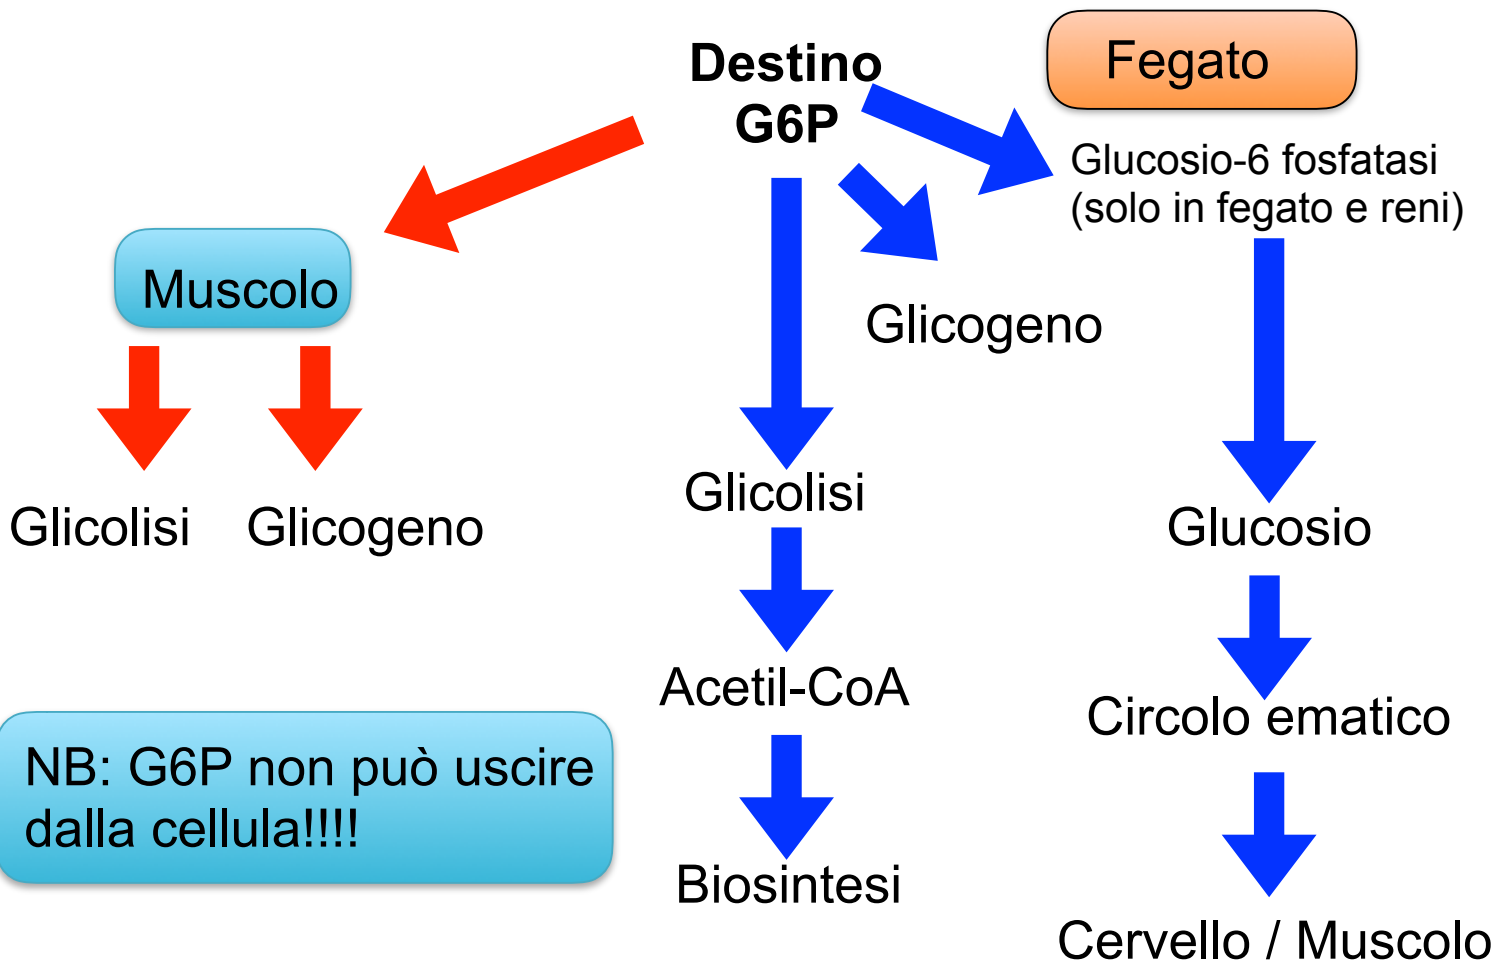 Destino
G6P
Fegato
Glucosio-6 fosfatasi
(solo in fegato e reni)
Muscolo
Glicogeno
Glicolisi
Glicolisi
Glicogeno
Glucosio
Acetil-CoA
Circolo ematico
NB: G6P non può uscire
dalla cellula!!!!
Biosintesi
Cervello / Muscolo